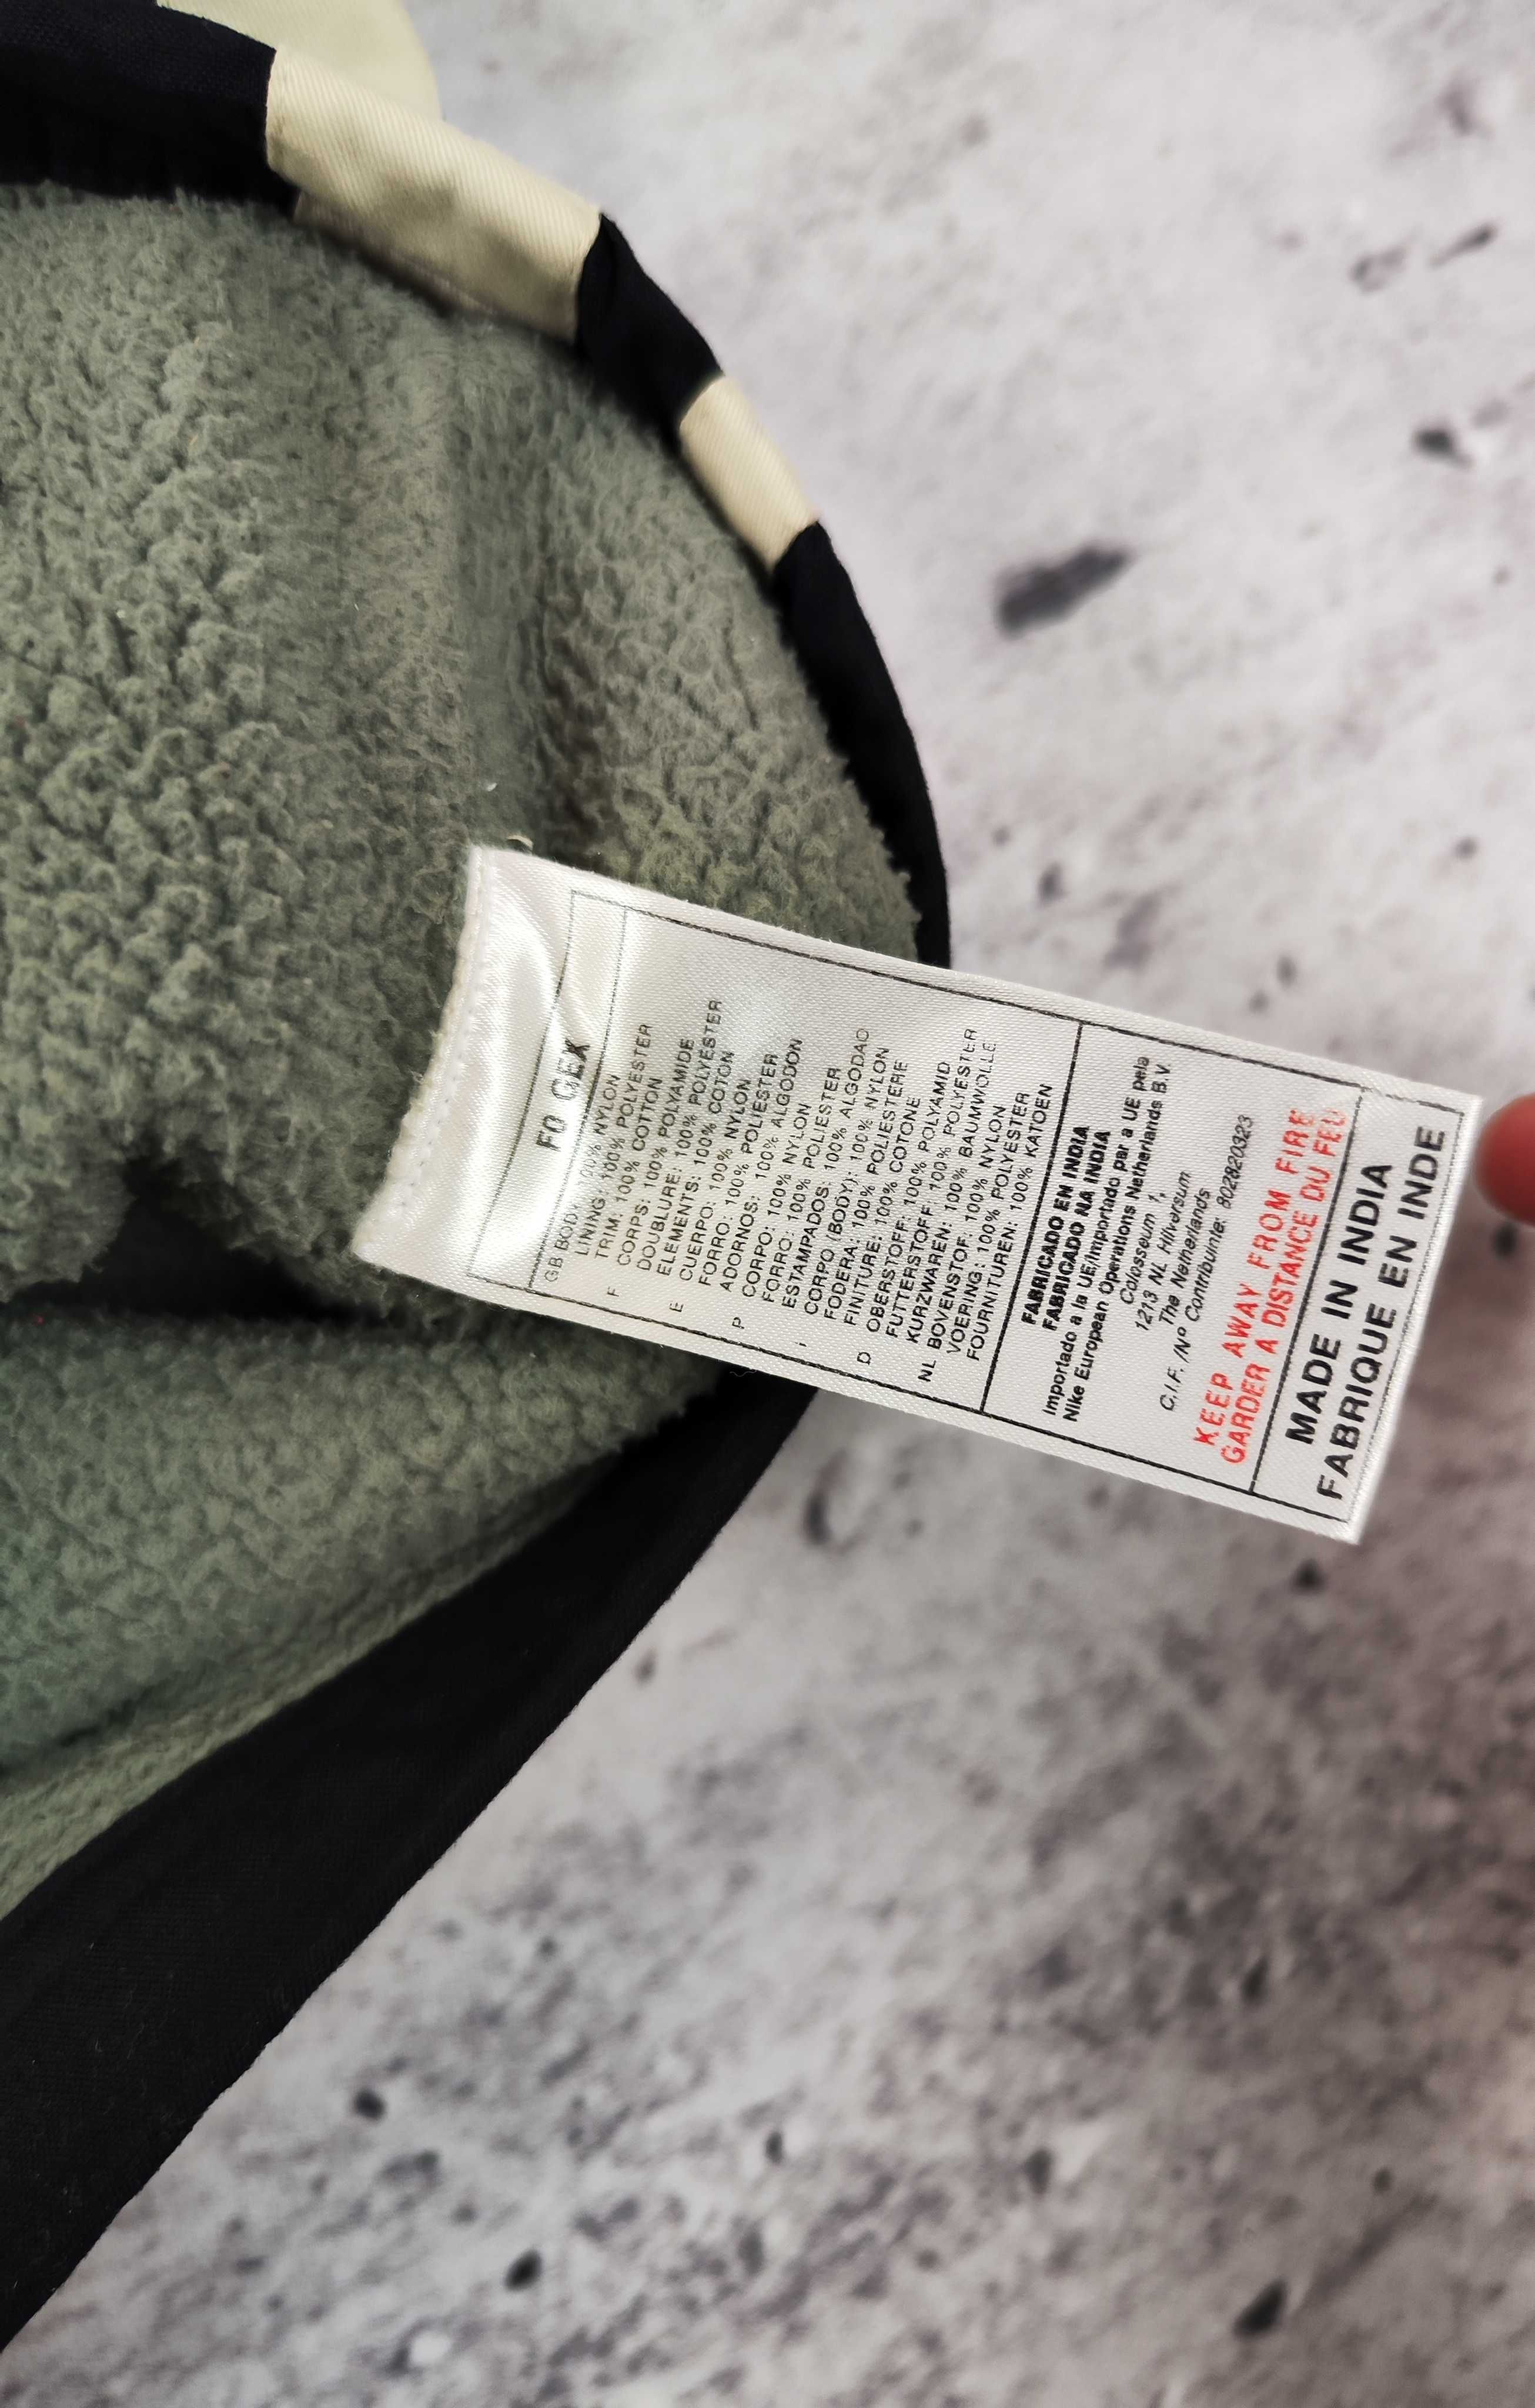 FO GEX
GB BODY: 100% NYLON
LINING: 100% POLYESTER
TRIM: 100% COTTON
F CORPS: 100% POLYAMIDE
DOUBLURE: 100% POLYESTER
ELEMENTS: 100% COTON
E CUERPO: 100% NYLON
FORRO: 100% POLIESTER
ADORNOS: 100% ALGODON
P CORPO: 100% NYLON
FORRO: 100% POLIESTER
ESTAMPADOS: 100% ALGODAO
I CORPO (BODY): 100% NYLON
FODERA: 100% POLIESTERE
FINITURE: 100% COTONE
D OBERSTOFF: 100% POLYAMID
FUTTERSTOFF: 100% POLYESTER
KURZWAREN: 100% BAUMWOLLE
NL BOVENSTOF: 100% NYLON
VOERING: 100% POLYESTER
FOURNITUREN: 100% KATOEN
FABRICADO EN INDIA
FABRICADO NA INDIA
Importado a la UE/Importado par a UE pela
Nike European Operations Netherlands B.V.
Colosseum 1,
1213 NL Hilversum
The Netherlands
C.I.F. /Nº Contribuinte: 802820323
KEEP AWAY FROM FIRE
GARDER A DISTANCE DU FEU
MADE IN INDIA
FABRIQUE EN INDE